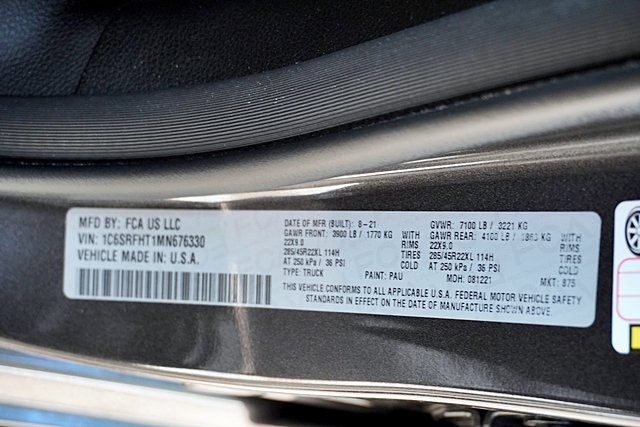 MFD BY: FCA US LLC
VIN: 1C6SRFHT1MN676330
VEHICLE MADE IN: U.S.A.
DATE OF MFR (BUILT): 8-21
GAWR FRONT: 3900 LB / 1770 KG WITH
22X9.0 RIMS
285/45R22XL 114H TIRES
AT 250 kPa / 36 PSI COLD
TYPE: TRUCK PAINT: PAU
GVWR: 7100 LB / 3221 KG
GAWR REAR: 4100 LB / 1860 KG WITH
22X9.0 RIMS
285/45R22XL 114H TIRES
AT 250 kPa / 36 PSI COLD
MDH: 081221 MKT: 875
THIS VEHICLE CONFORMS TO ALL APPLICABLE U.S.A. FEDERAL MOTOR VEHICLE SAFETY
STANDARDS IN EFFECT ON THE DATE OF MANUFACTURE SHOWN ABOVE.